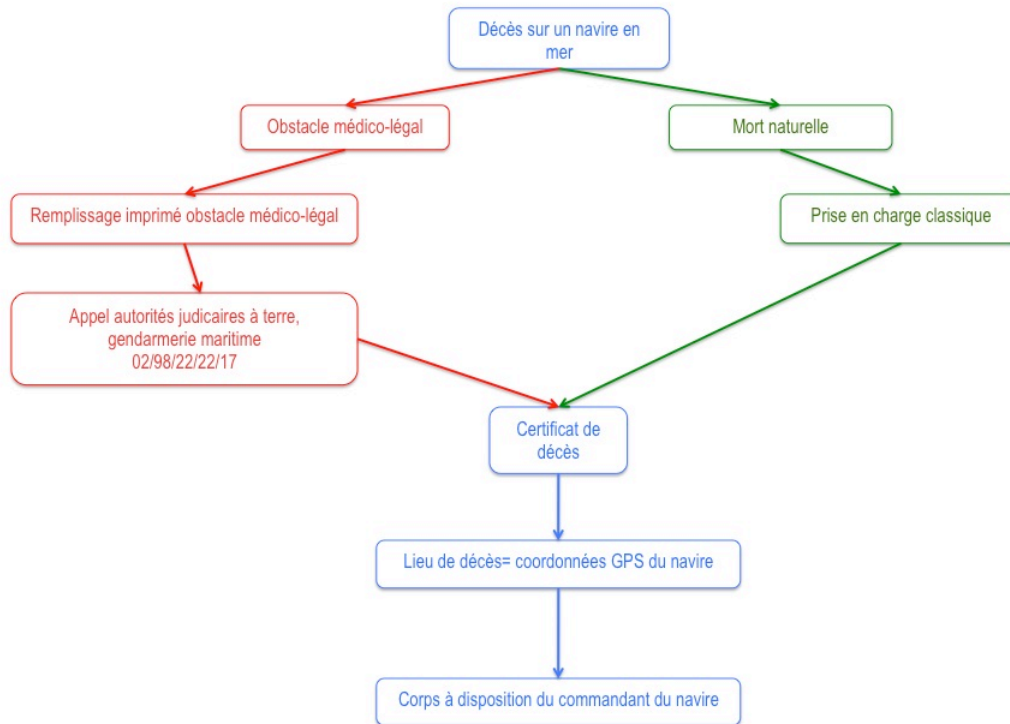 Décès sur un navire en
mer
Obstacle médico-légal
Mort naturelle
Remplissage imprimé obstacle médico-légal
Prise en charge classique
Appel autorités judicaires à terre,
gendarmerie maritime
02/98/22/22/17
Certificat de
décès
Lieu de décès= coordonnées GPS du navire
Corps à disposition du commandant du navire